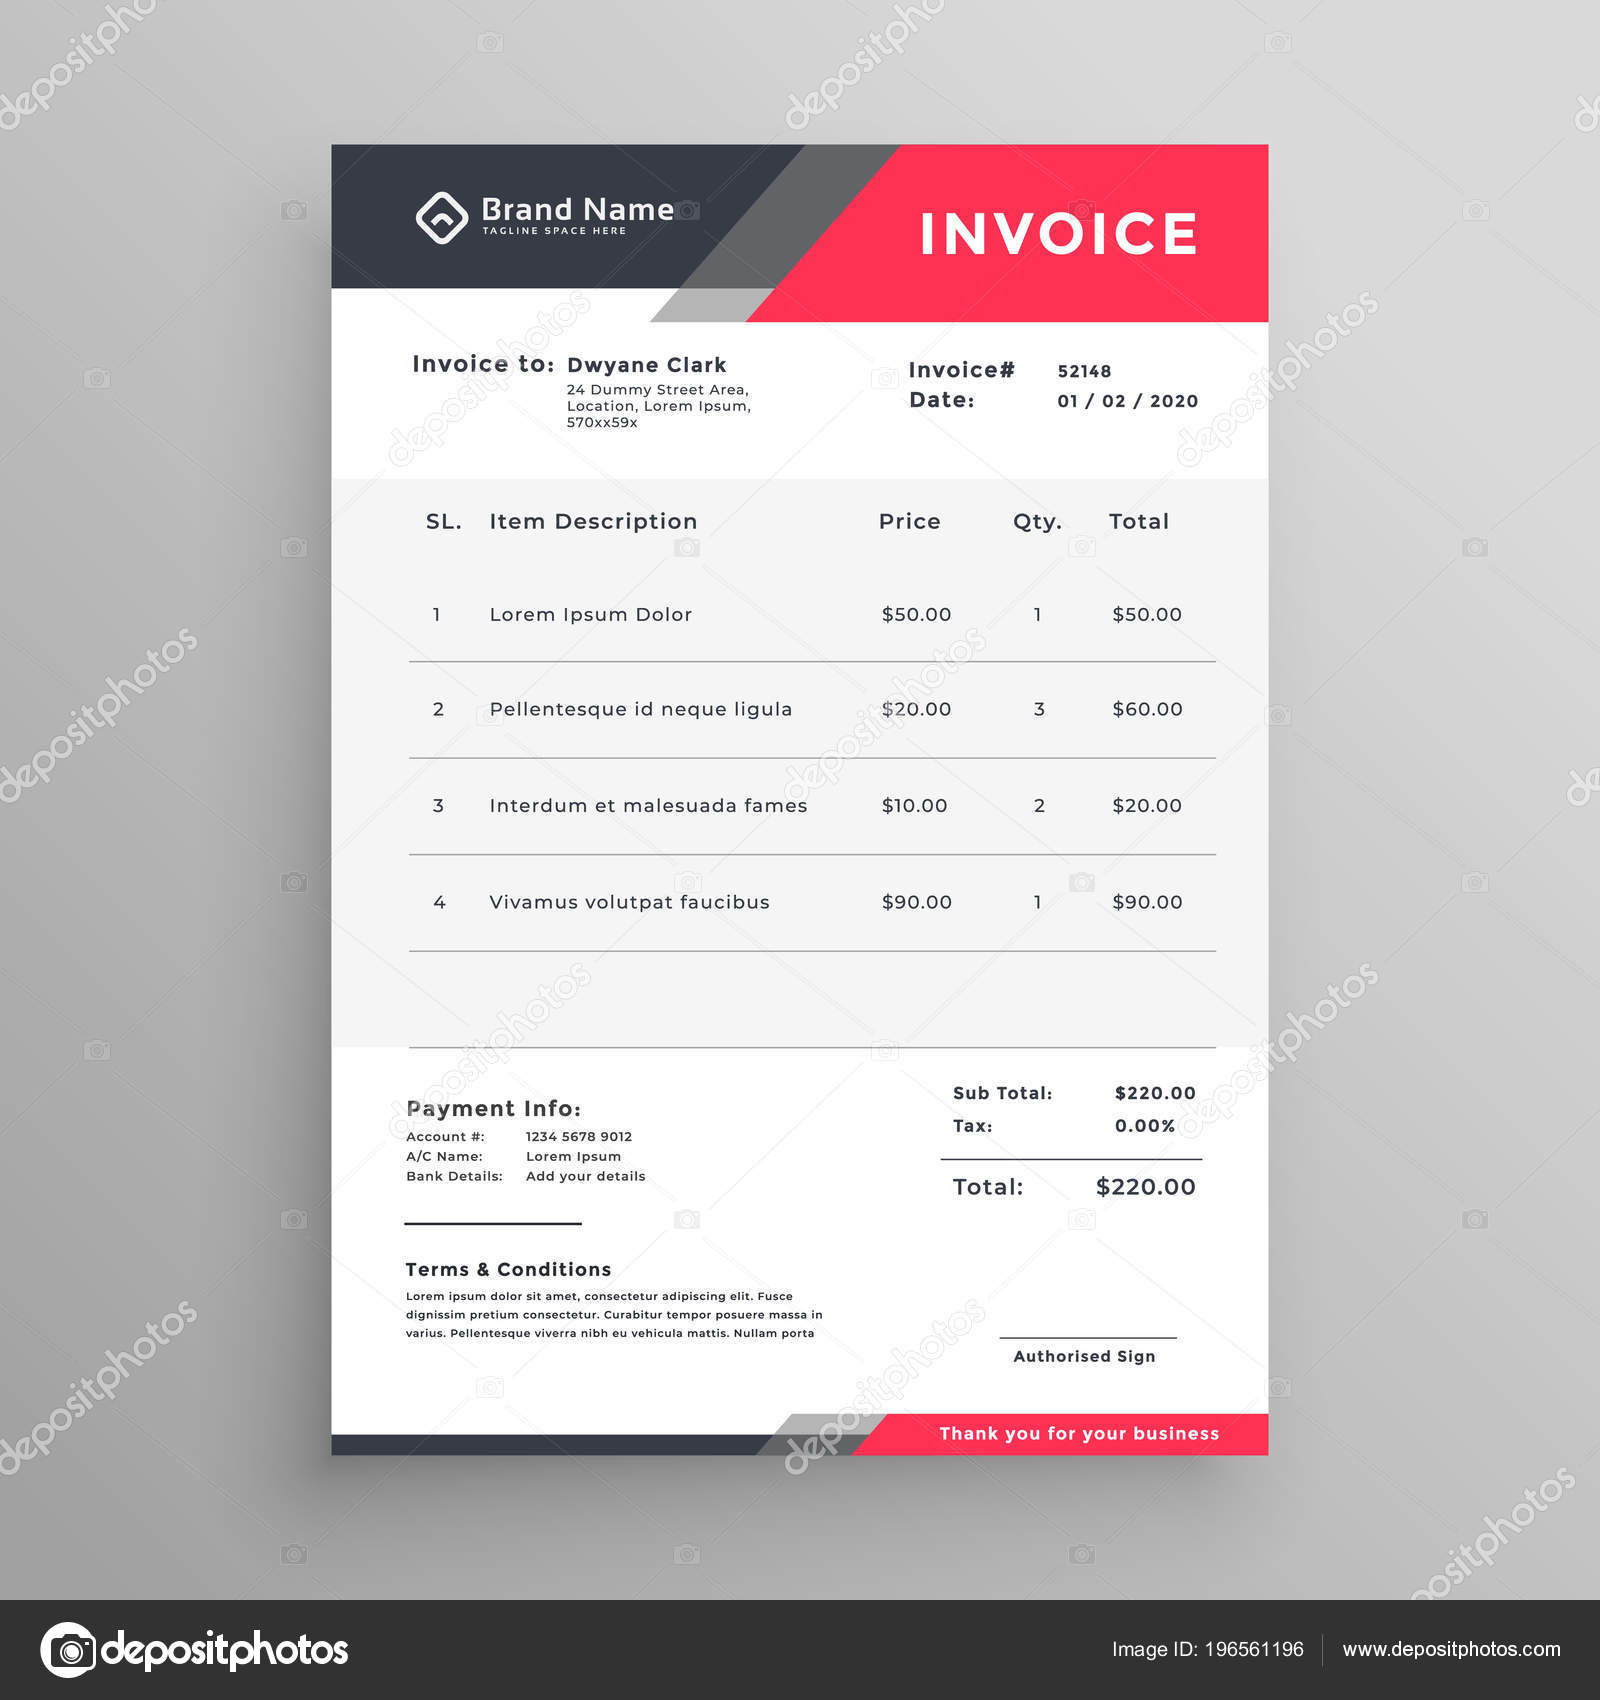 Brand Name
TAGLINE SPACE HERE
INVOICE
Invoice to: Dwyane Clark
24 Dummy Street Area,
Location, Lorem Ipsum,
570xx59x
Invoice# 52148
Date: 01 / 02 / 2020
SL. Item Description Price Qty. Total
1 Lorem Ipsum Dolor $50.00 1 $50.00
2 Pellentesque id neque ligula $20.00 3 $60.00
3 Interdum et malesuada fames $10.00 2 $20.00
4 Vivamus volutpat faucibus $90.00 1 $90.00
Sub Total: $220.00
Tax: 0.00%
Total: $220.00
Payment Info:
Account #: 1234 5678 9012
A/C Name: Lorem Ipsum
Bank Details: Add your details
Terms & Conditions
Lorem ipsum dolor sit amet, consectetur adipiscing elit. Fusce
dignissim pretium consectetur. Curabitur tempor posuere massa in
varius. Pellentesque viverra nibh eu vehicula mattis. Nullam porta
Authorised Sign
Thank you for your business
depositphotos
Image ID: 196561196 www.depositphotos.com